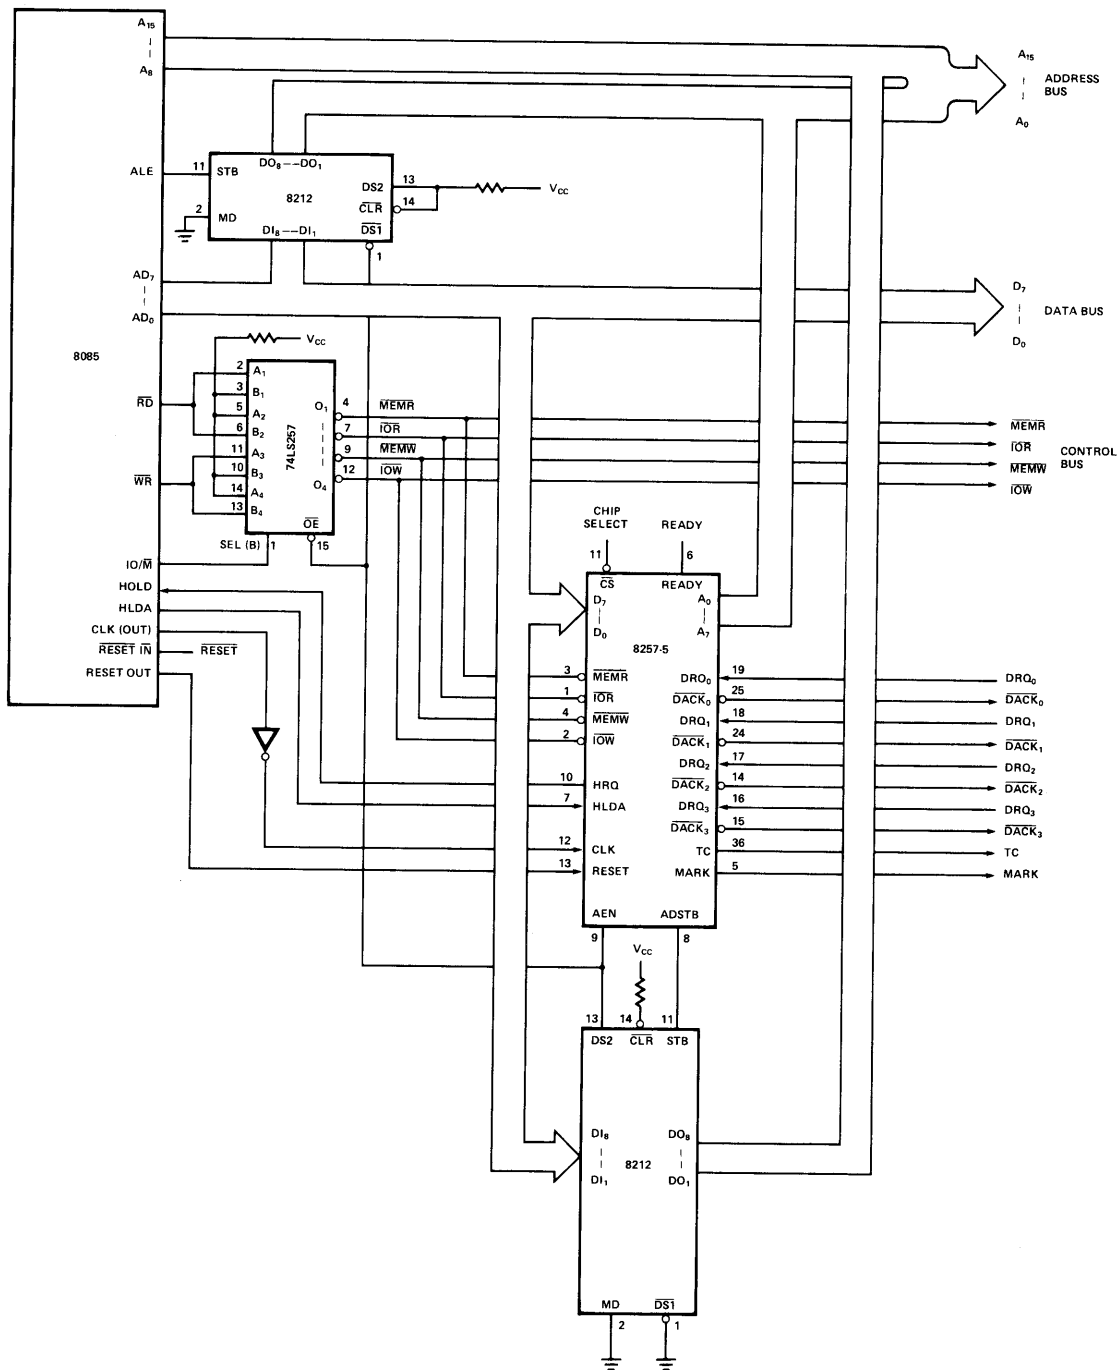 A15
A8
ALE
AD7
AD0
8085
RD
WR
IO/M
HOLD
HLDA
CLK (OUT)
RESET IN
RESET
RESET OUT
11
STB
DO8——DO1
8212
DS2
13
CLR
14
VCC
2
MD
DI8——DI1
DS1
1
VCC
2 A1
3 B1
5 A2
6 B2
11 A3
10 B3
14 A4
13 B4
74LS257
O1
O4
OE
SEL (B)
1
15
4 MEMR
7 IOR
9 MEMW
12 IOW
A15
A0
ADDRESS
BUS
D7
D0
DATA BUS
MEMR
IOR
MEMW
IOW
CONTROL
BUS
CHIP
SELECT
READY
11
6
CS
READY
D7
D0
A0
A7
8257-5
3 MEMR
1 IOR
4 MEMW
2 IOW
10 HRQ
7 HLDA
12 CLK
13 RESET
DRQ0 19 DRQ0
DACK0 25 DACK0
DRQ1 18 DRQ1
DACK1 24 DACK1
DRQ2 17 DRQ2
DACK2 14 DACK2
DRQ3 16 DRQ3
DACK3 15 DACK3
TC 36 TC
MARK 5 MARK
AEN
ADSTB
9
8
VCC
13
14
11
DS2
CLR
STB
DI8
DI1
8212
DO8
DO1
MD
DS1
2
1